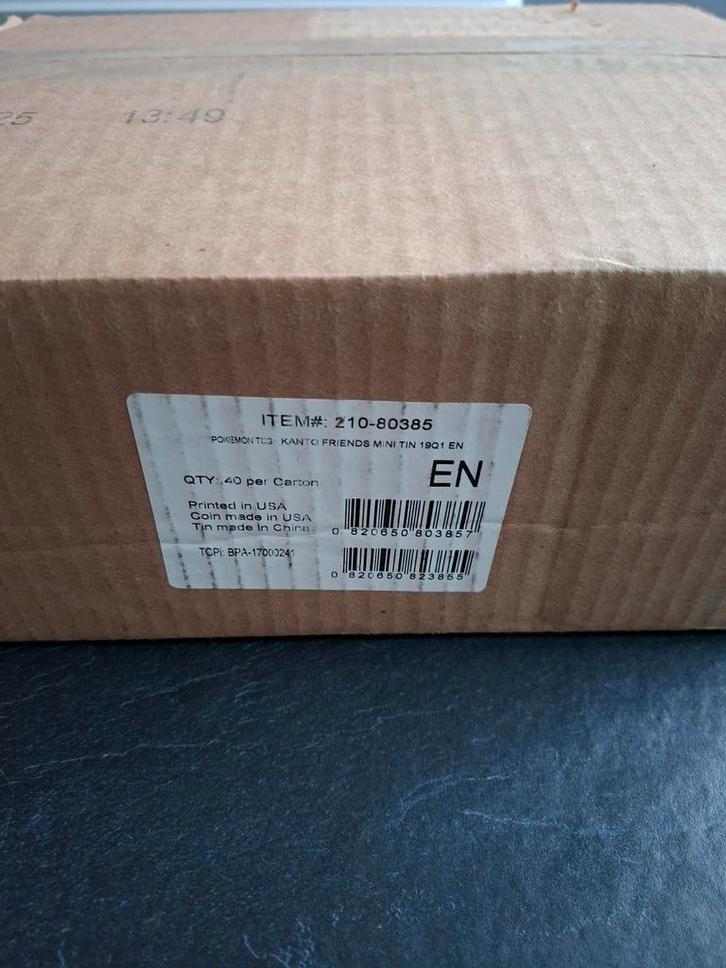 25 13:49
ITEM#: 210-80385
POKEMON TCG: KANTO FRIENDS MINI TIN 19Q1 EN
EN
QTY: 40 per Carton
Printed in USA
Coin made in USA
Tin made in China
0 820650 803857
TCPi: BPA-17000241
0 820650 823855